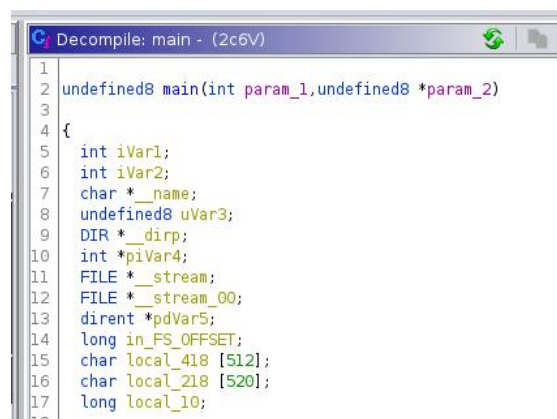 Decompile: main - (2c6V)
1
2 undefined8 main(int param_1,undefined8 *param_2)
3
4 {
5 int iVar1;
6 int iVar2;
7 char *__name;
8 undefined8 uVar3;
9 DIR *__dirp;
10 int *piVar4;
11 FILE *__stream;
12 FILE *__stream_00;
13 dirent *pdVar5;
14 long in_FS_OFFSET;
15 char local_418 [512];
16 char local_218 [520];
17 long local_10;